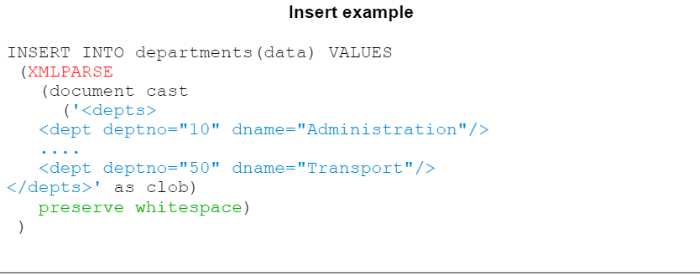 Insert example
INSERT INTO departments(data) VALUES
(XMLPARSE
(document cast
('<depts>
<dept deptno="10" dname="Administration"/>
....
<dept deptno="50" dname="Transport"/>
</depts>' as clob)
preserve whitespace)
)